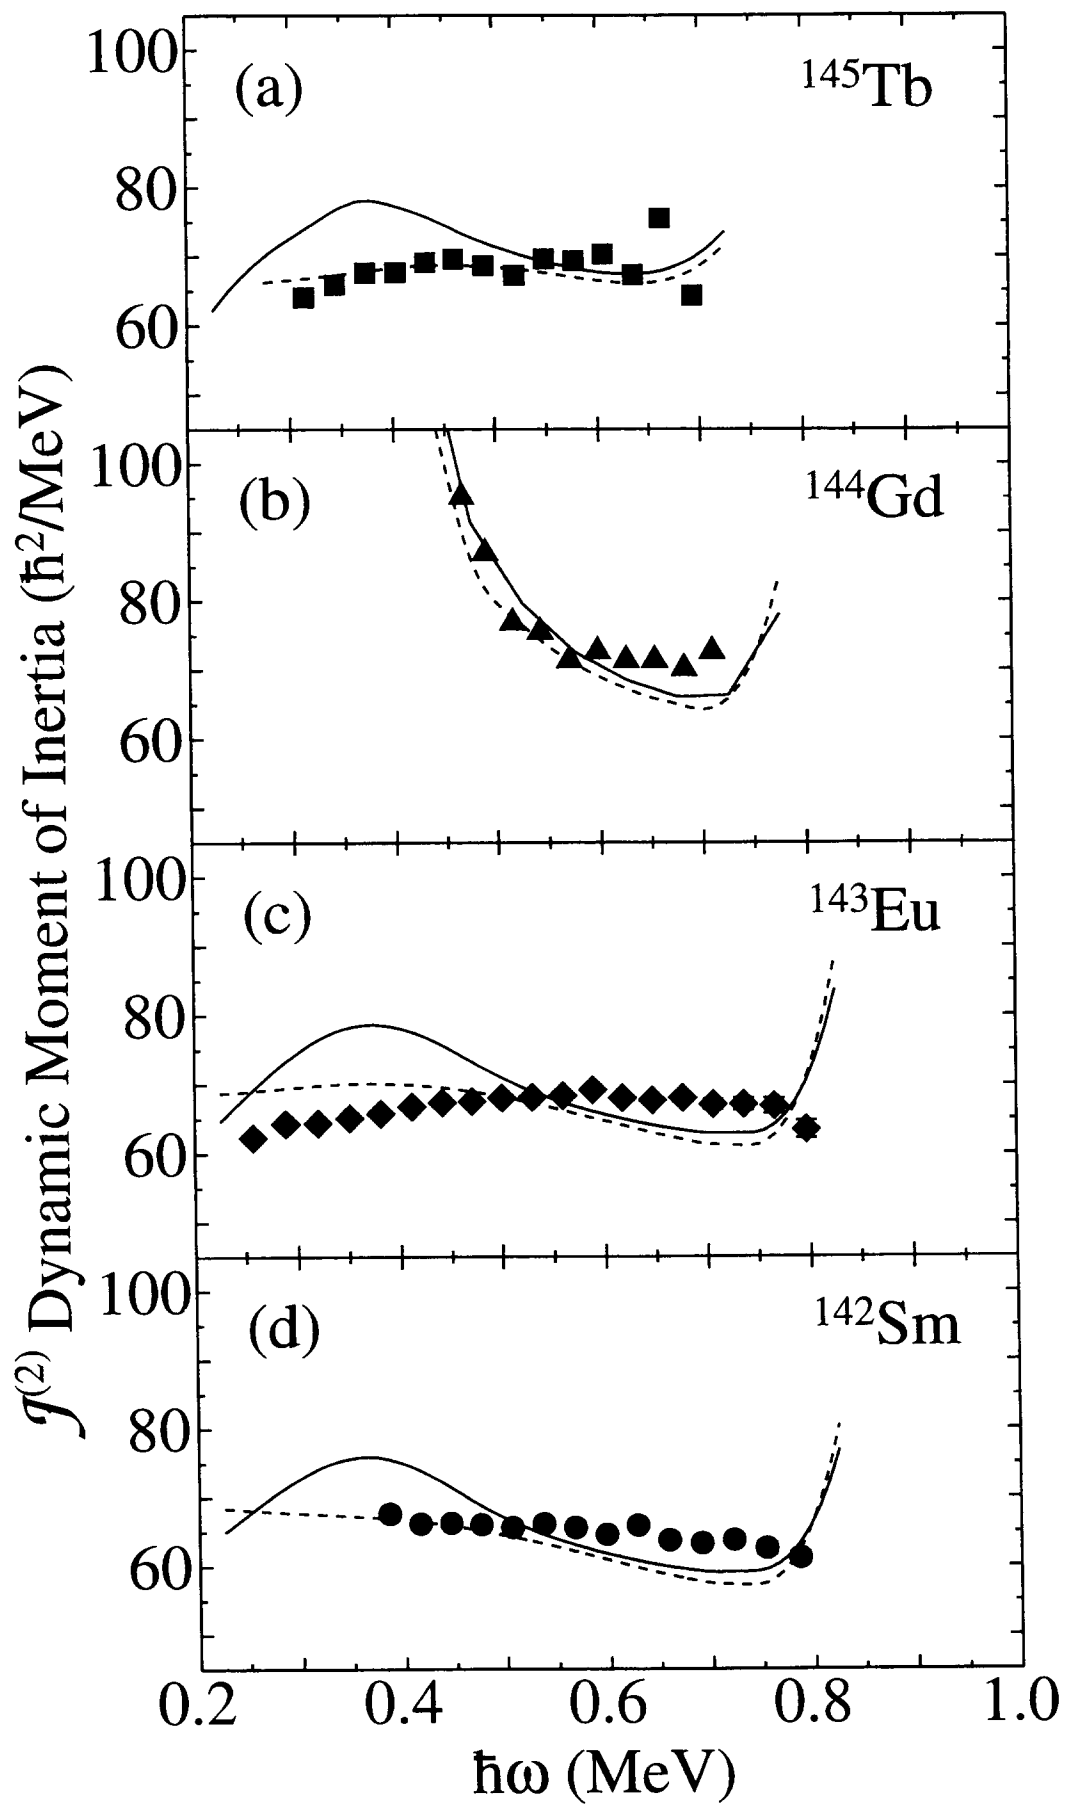 𝒥(2) Dynamic Moment of Inertia (ħ2/MeV)
100
80
60
(a)
145Tb
100
80
60
(b)
144Gd
100
80
60
(c)
143Eu
100
80
60
(d)
142Sm
0.2 0.4 0.6 0.8 1.0
ħω (MeV)